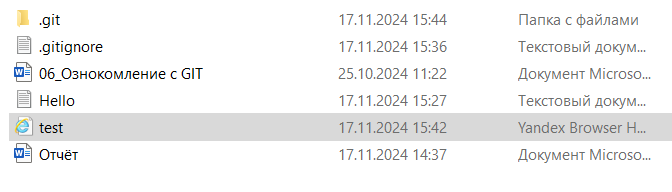 .git 17.11.2024 15:44 Папка с файлами
.gitignore 17.11.2024 15:36 Текстовый докум...
06_Ознокомление с GIT 25.10.2024 11:22 Документ Microso...
Hello 17.11.2024 15:27 Текстовый докум...
test 17.11.2024 15:42 Yandex Browser H...
Отчёт 17.11.2024 14:37 Документ Microso...